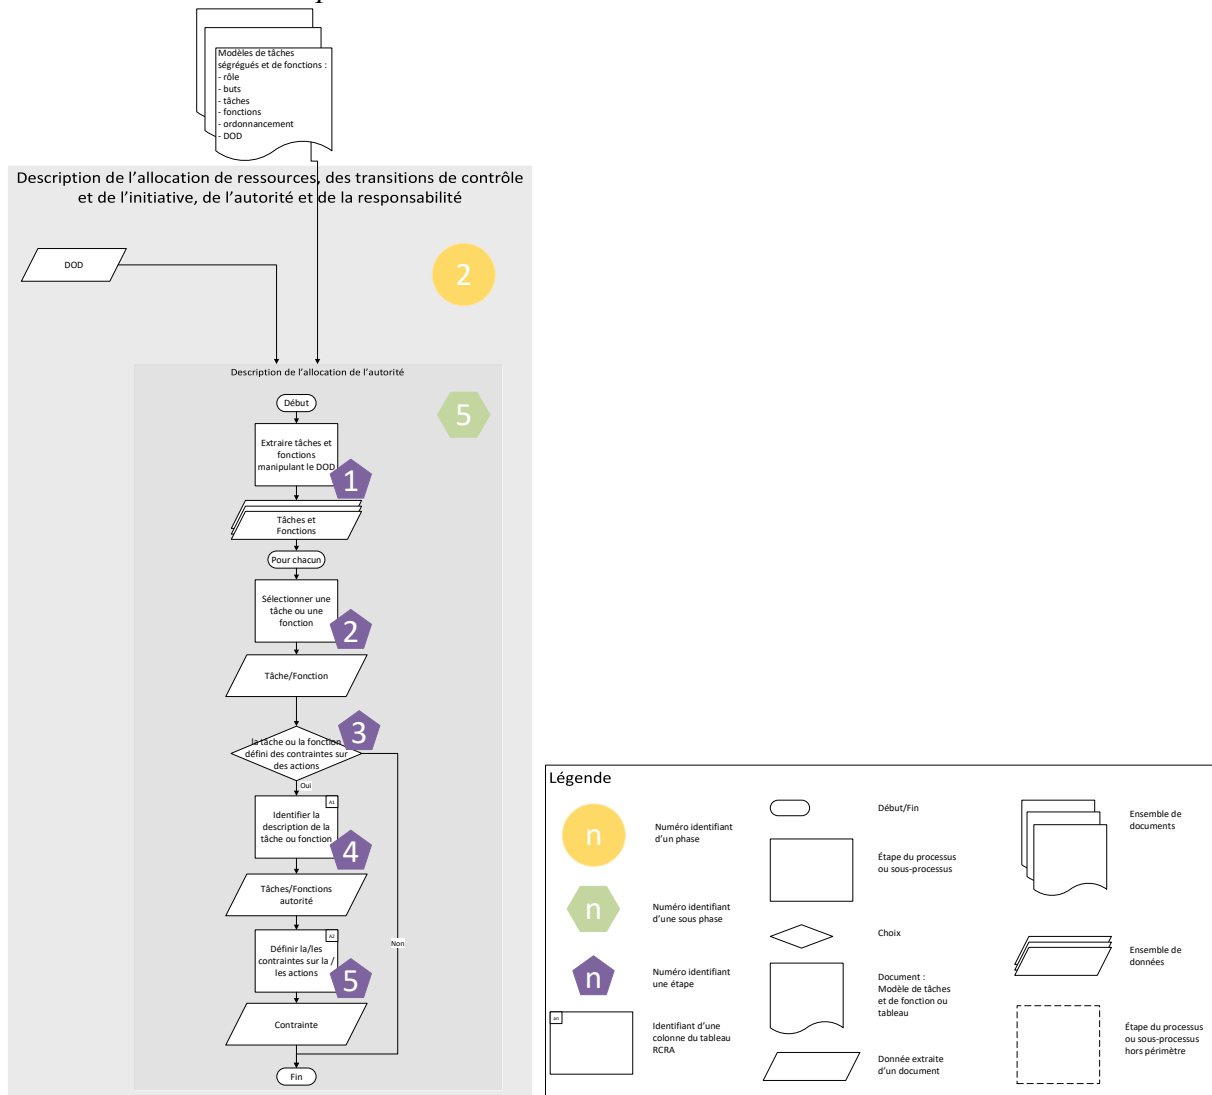 Modèles de tâches
ségrégués et de fonctions :
- rôle
- buts
- tâches
- fonctions
- ordonnancement
- DOD
Description de l’allocation de ressources, des transitions de contrôle
et de l’initiative, de l’autorité et de la responsabilité
DOD
2
Description de l’allocation de l’autorité
Début
5
Extraire tâches et
fonctions
manipulant le DOD
1
Tâches et
Fonctions
Pour chacun
Sélectionner une
tâche ou une
fonction
2
Tâche/Fonction
3
la tâche ou la fonction
défini des contraintes sur
des actions
Oui
A1
Identifier la
description de la
tâche ou fonction
4
Tâches/Fonctions
autorité
A2
Définir la/les
contraintes sur la /
les actions
5
Non
Contrainte
Fin
Légende
n
Numéro identifiant
d’un phase
n
Numéro identifiant
d’une sous phase
n
Numéro identifiant
une étape
an
Identifiant d’une
colonne du tableau
RCRA
Début/Fin
Étape du processus
ou sous-processus
Choix
Document :
Modèle de tâches
et de fonction ou
tableau
Donnée extraite
d’un document
Ensemble de
documents
Ensemble de
données
Étape du processus
ou sous-processus
hors périmètre